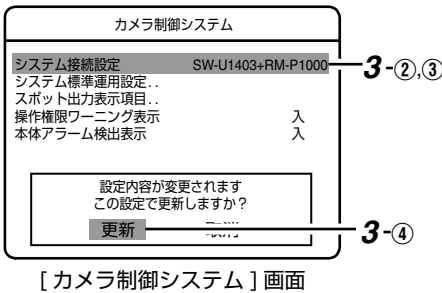 カメラ制御システム
システム接続設定 SW-U1403+RM-P1000
3-②,③
システム標準運用設定..
スポット出力表示項目..
操作権限ワーニング表示 入
本体アラーム検出表示 入
設定内容が変更されます
この設定で更新しますか？
更新
3-④
[ カメラ制御システム ] 画面